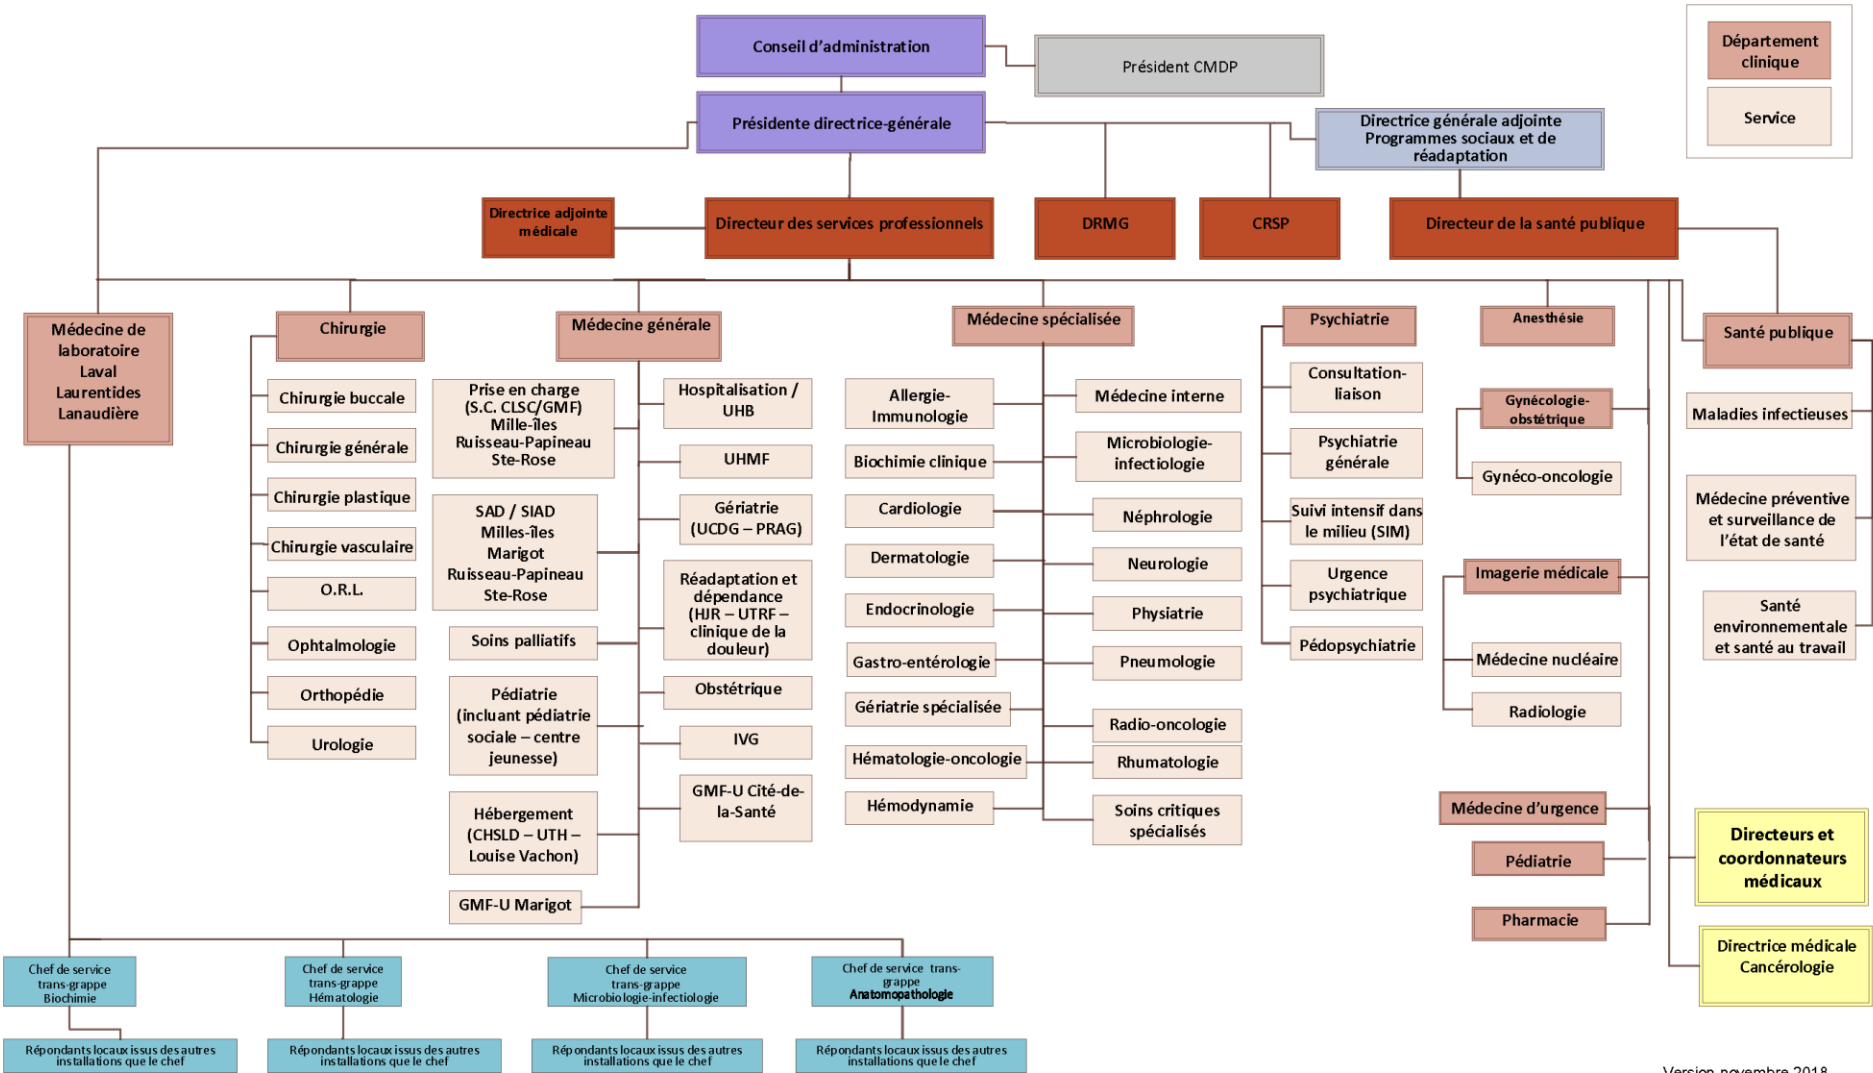 Conseil d'administration
Président CMDP
Présidente directrice-générale
Directrice générale adjointe
Programmes sociaux et de
réadaptation
Département
clinique
Service
Directrice adjointe
médicale
Directeur des services professionnels
DRMG
CRSP
Directeur de la santé publique
Médecine de
laboratoire
Laval
Laurentides
Lanaudière
Chirurgie
Chirurgie buccale
Chirurgie générale
Chirurgie plastique
Chirurgie vasculaire
O.R.L.
Ophtalmologie
Orthopédie
Urologie
Médecine générale
Prise en charge
(S.C. CLSC/GMF)
Mille-îles
Ruisseau-Papineau
Ste-Rose
SAD / SIAD
Milles-îles
Marigot
Ruisseau-Papineau
Ste-Rose
Soins palliatifs
Pédiatrie
(incluant pédiatrie
sociale – centre
jeunesse)
Hébergement
(CHSLD – UTH –
Louise Vachon)
GMF-U Marigot
Hospitalisation /
UHB
UHMF
Gériatrie
(UCDG – PRAG)
Réadaptation et
dépendance
(HJR – UTRF –
clinique de la
douleur)
Obstétrique
IVG
GMF-U Cité-de-
la-Santé
Médecine spécialisée
Allergie-
Immunologie
Biochimie clinique
Cardiologie
Dermatologie
Endocrinologie
Gastro-entérologie
Gériatrie spécialisée
Hématologie-oncologie
Hémodynamie
Médecine interne
Microbiologie-
infectiologie
Néphrologie
Neurologie
Physiatrie
Pneumologie
Radio-oncologie
Rhumatologie
Soins critiques
spécialisés
Psychiatrie
Consultation-
liaison
Psychiatrie
générale
Suivi intensif dans
le milieu (SIM)
Urgence
psychiatrique
Pédopsychiatrie
Anesthésie
Gynécologie-
obstétrique
Gynéco-oncologie
Imagerie médicale
Médecine nucléaire
Radiologie
Médecine d'urgence
Pédiatrie
Pharmacie
Santé publique
Maladies infectieuses
Médecine préventive
et surveillance de
l'état de santé
Santé
environnementale
et santé au travail
Directeurs et
coordonnateurs
médicaux
Directrice médicale
Cancérologie
Chef de service
trans-grappe
Biochimie
Chef de service
trans-grappe
Hématologie
Chef de service
trans-grappe
Microbiologie-infectiologie
Chef de service trans-
grappe
Anatomopathologie
Répondants locaux issus des autres
installations que le chef
Répondants locaux issus des autres
installations que le chef
Répondants locaux issus des autres
installations que le chef
Répondants locaux issus des autres
installations que le chef
Version novembre 2018